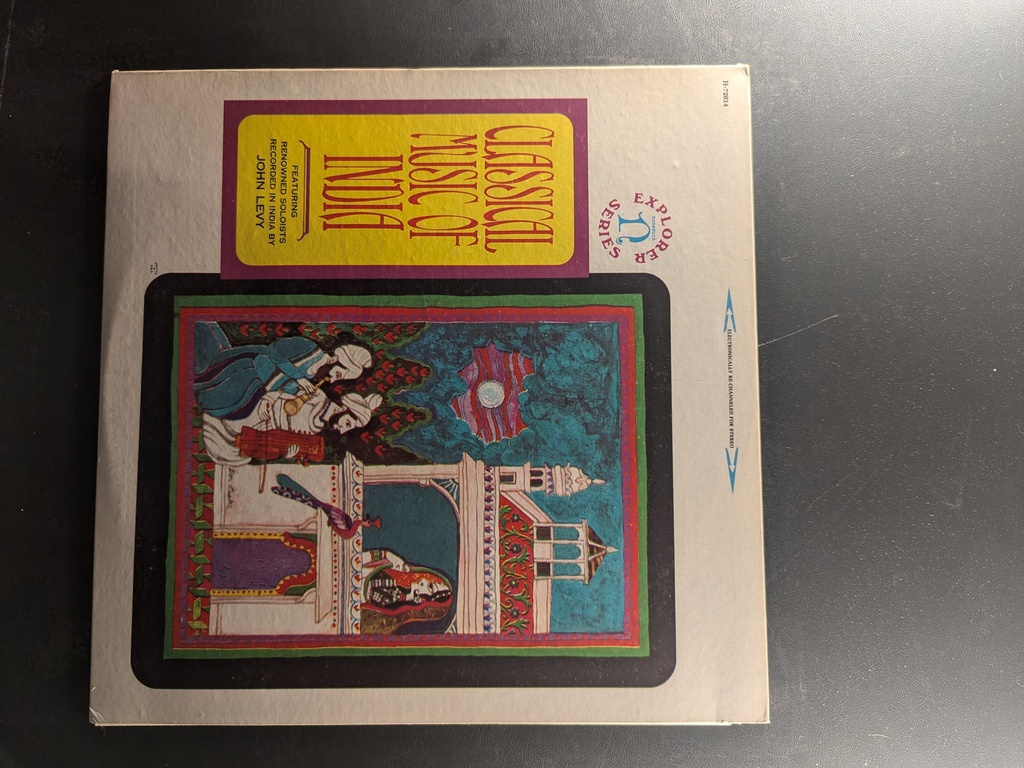 H-72014
ELECTRONICALLY RE-CHANNELED FOR STEREO
EXPLORER
NONESUCH
n
SERIES
CLASSICAL
MUSIC OF
INDIA
FEATURING
RENOWNED SOLOISTS
RECORDED IN INDIA BY
JOHN LEVY